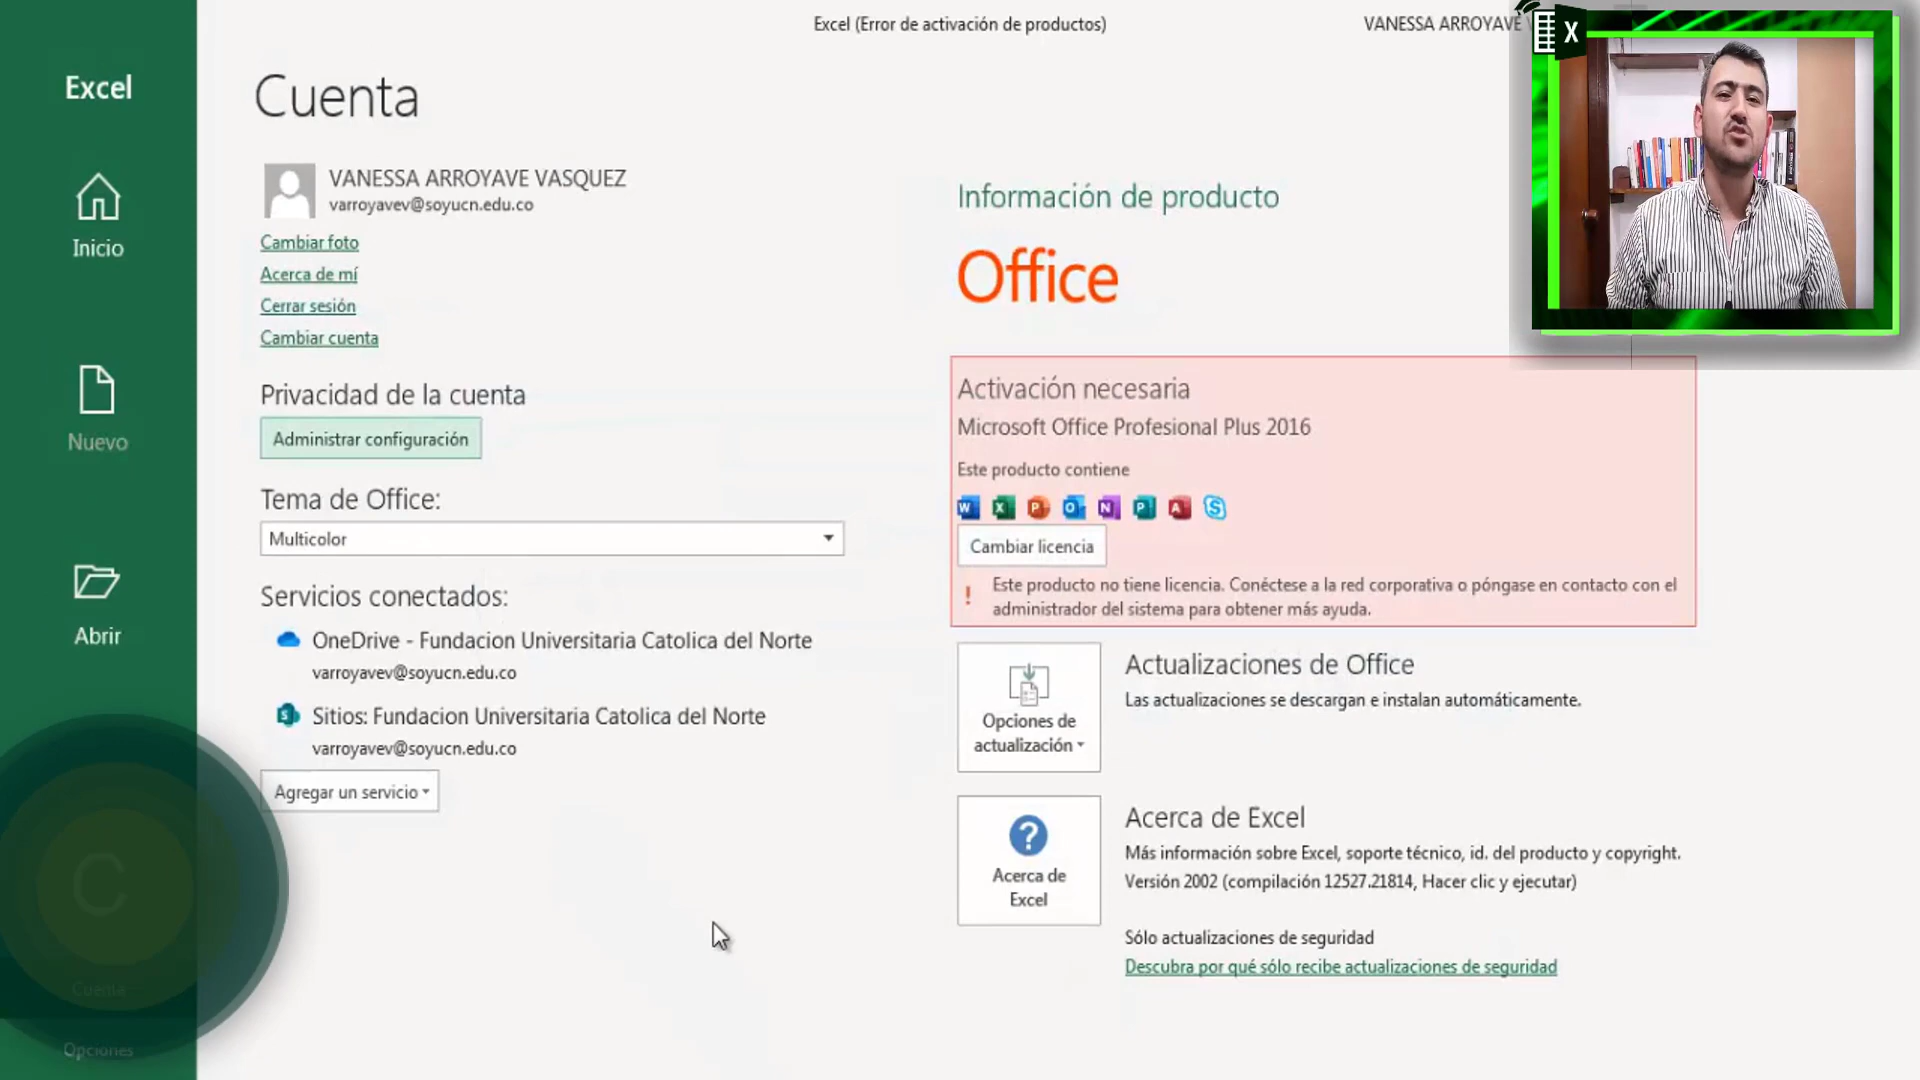 Excel (Error de activación de productos)
VANESSA ARROYAVE
X
Excel
Inicio
Nuevo
Abrir
C
Cuenta
Opciones
Cuenta
VANESSA ARROYAVE VASQUEZ
varroyavev@soyucn.edu.co
Cambiar foto
Acerca de mí
Cerrar sesión
Cambiar cuenta
Privacidad de la cuenta
Administrar configuración
Tema de Office:
Multicolor
Servicios conectados:
OneDrive - Fundacion Universitaria Catolica del Norte
varroyavev@soyucn.edu.co
Sitios: Fundacion Universitaria Catolica del Norte
varroyavev@soyucn.edu.co
Agregar un servicio
Información de producto
Office
Activación necesaria
Microsoft Office Profesional Plus 2016
Este producto contiene
W X P O N P A S
Cambiar licencia
! Este producto no tiene licencia. Conéctese a la red corporativa o póngase en contacto con el
administrador del sistema para obtener más ayuda.
Opciones de
actualización
Actualizaciones de Office
Las actualizaciones se descargan e instalan automáticamente.
?
Acerca de
Excel
Acerca de Excel
Más información sobre Excel, soporte técnico, id. del producto y copyright.
Versión 2002 (compilación 12527.21814, Hacer clic y ejecutar)
Sólo actualizaciones de seguridad
Descubra por qué sólo recibe actualizaciones de seguridad